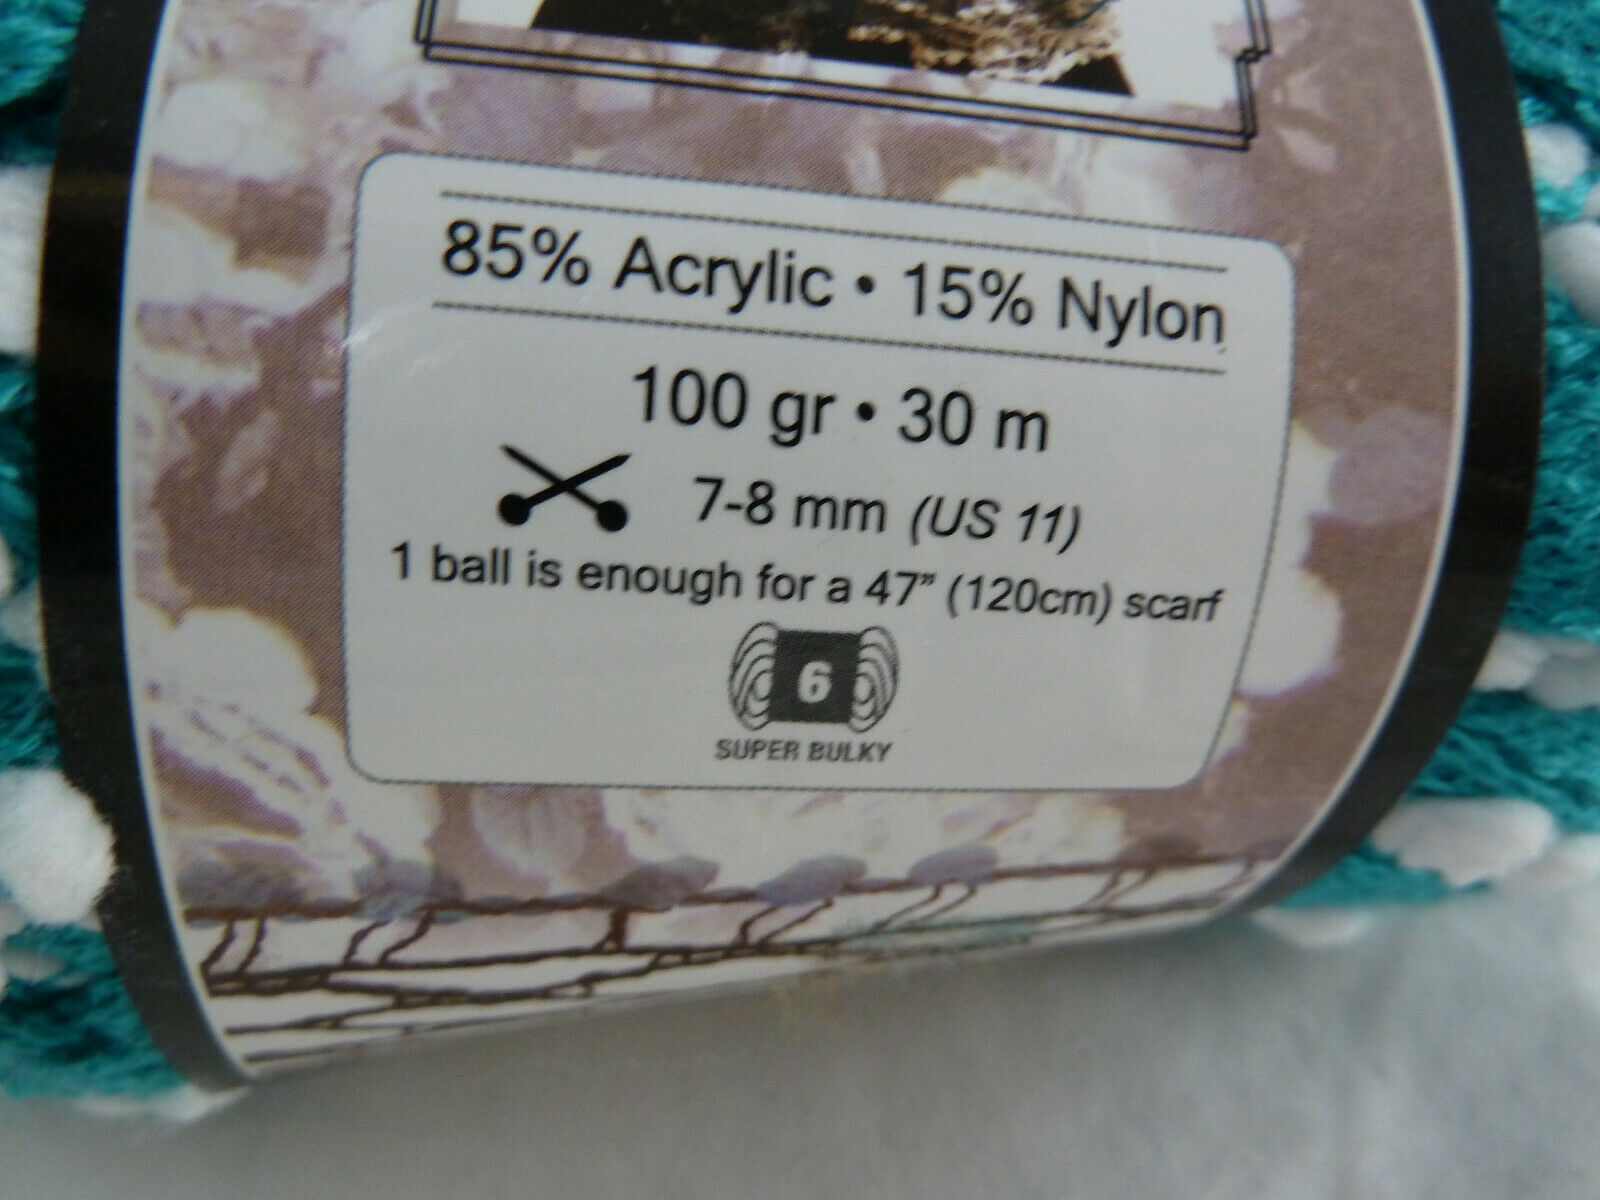 85% Acrylic • 15% Nylon
100 gr • 30 m
7-8 mm (US 11)
1 ball is enough for a 47" (120cm) scarf
6
SUPER BULKY